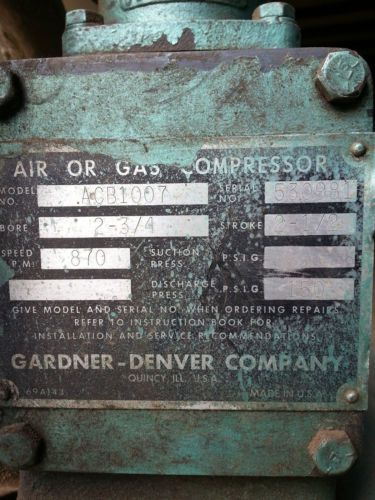 AIR OR GAS COMPRESSOR
MODEL NO. ACB1007 SERIAL NO. 530981
BORE 2-3/4 STROKE 2-1/2
SPEED R.P.M. 870 SUCTION PRESS. P.S.I.G.
DISCHARGE PRESS. P.S.I.G.
GIVE MODEL AND SERIAL NO. WHEN ORDERING REPAIRS.
REFER TO INSTRUCTION BOOK FOR
INSTALLATION AND SERVICE RECOMMENDATIONS.
GARDNER-DENVER COMPANY
QUINCY, ILL. U.S.A.
69A143 MADE IN U.S.A.